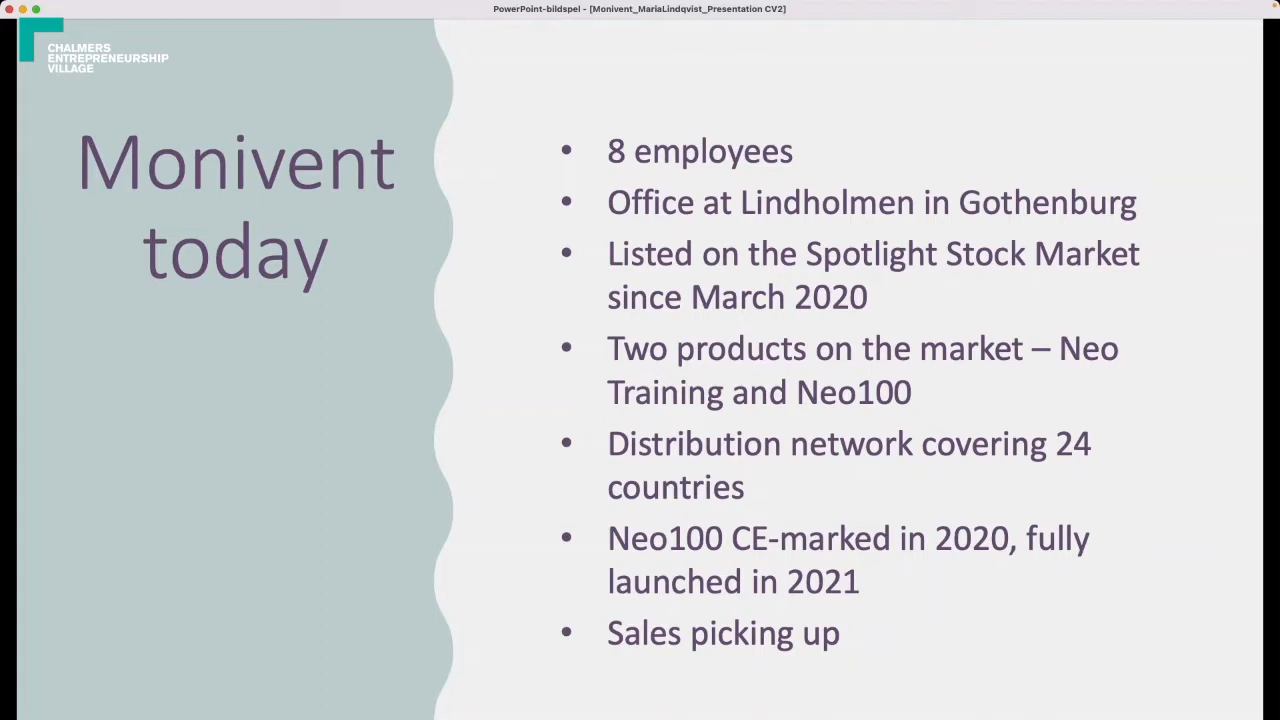 PowerPoint-bildspel - [Monivent_MariaLindqvist_Presentation CV2]
CHALMERS
ENTREPRENEURSHIP
VILLAGE
Monivent
today
• 8 employees
• Office at Lindholmen in Gothenburg
• Listed on the Spotlight Stock Market
since March 2020
• Two products on the market – Neo
Training and Neo100
• Distribution network covering 24
countries
• Neo100 CE-marked in 2020, fully
launched in 2021
• Sales picking up